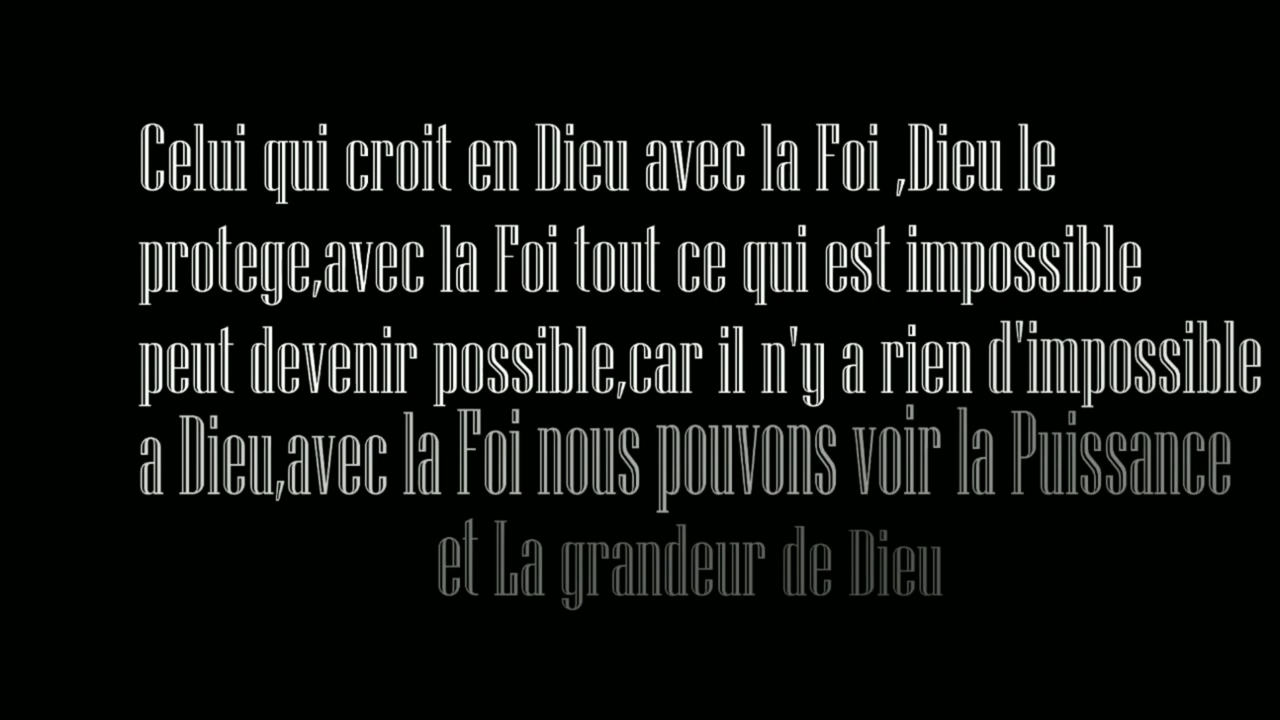 Celui qui croit en Dieu avec la Foi ,Dieu le
protege,avec la Foi tout ce qui est impossible
peut devenir possible,car il n'y a rien d'impossible
a Dieu,avec la Foi nous pouvons voir la Puissance
et La grandeur de Dieu